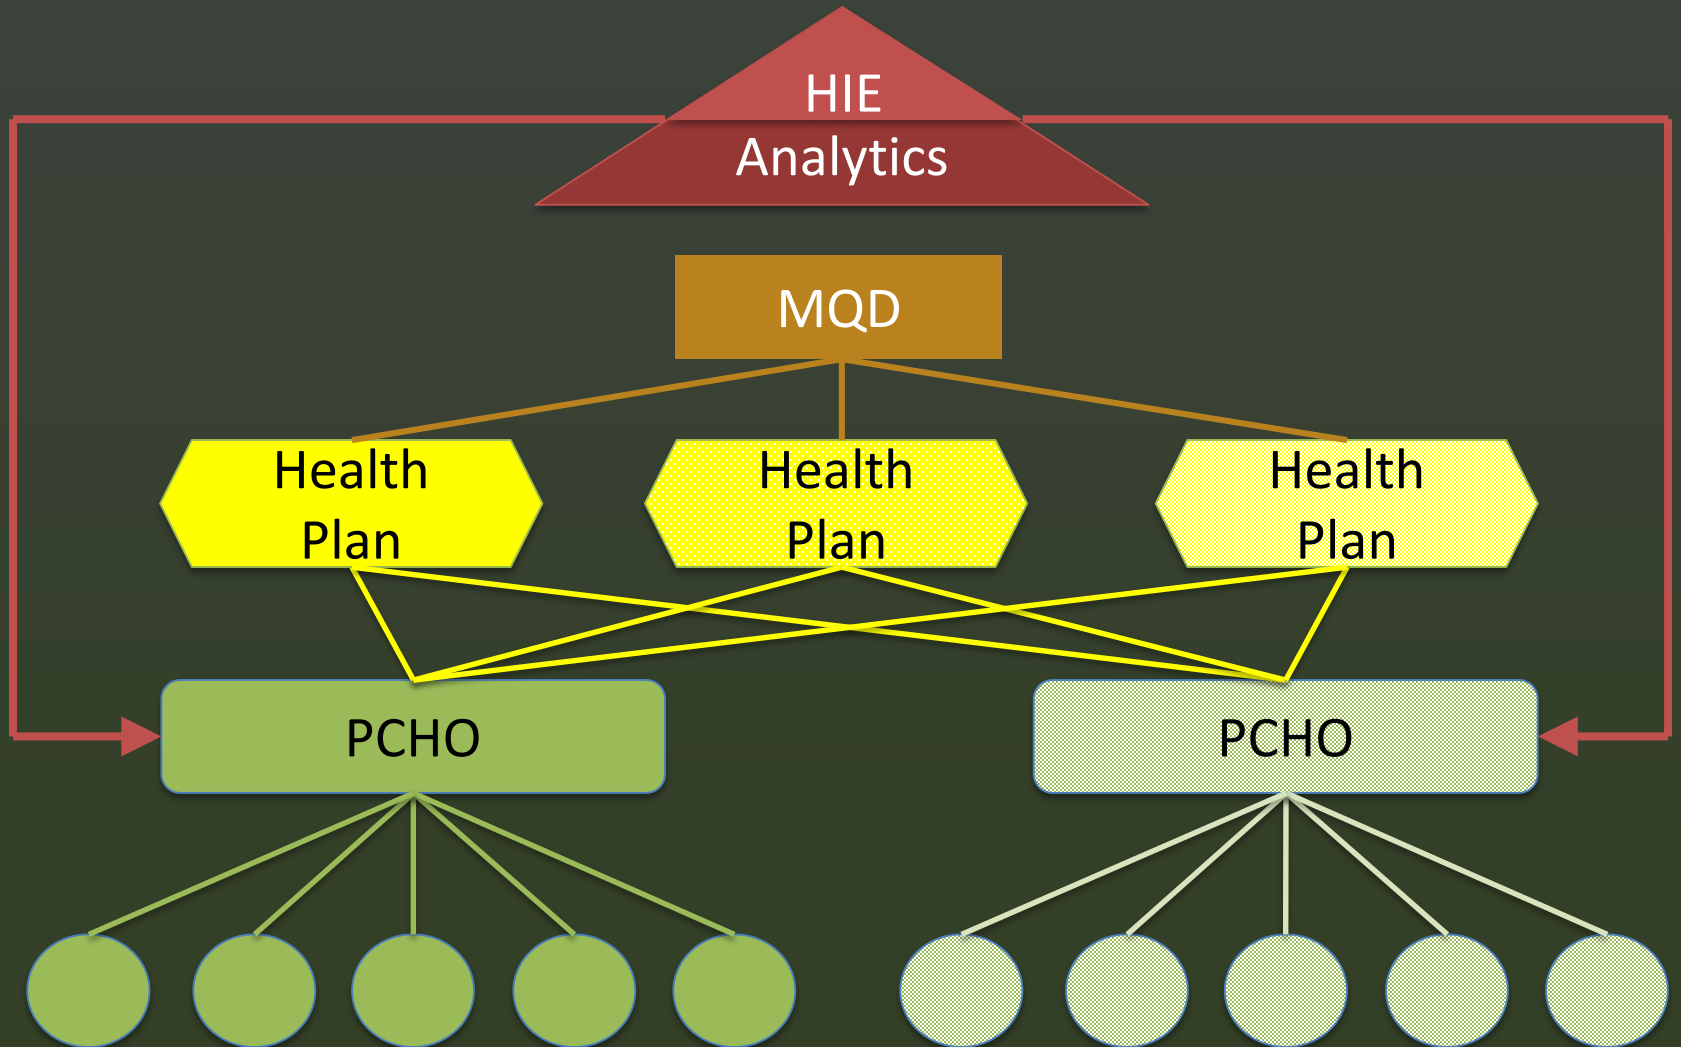 HIE
Analytics
MQD
Health
Plan
Health
Plan
Health
Plan
PCHO
PCHO